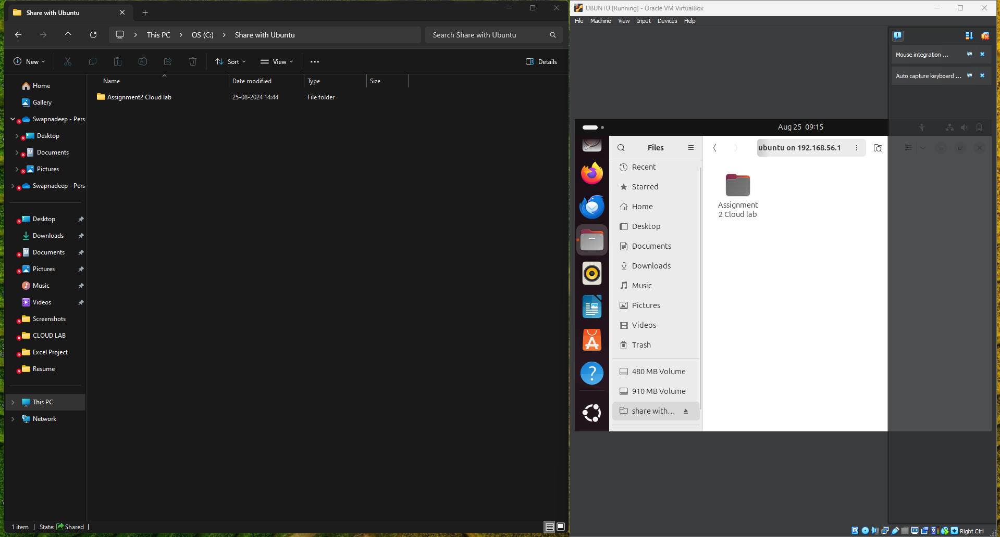 Share with Ubuntu
This PC
OS (C:)
Share with Ubuntu
Search Share with Ubuntu
New
Sort
View
Details
Name
Date modified
Type
Size
Assignment2 Cloud lab
25-08-2024 14:44
File folder
Home
Gallery
Swapnadeep - Pers
Desktop
Documents
Pictures
Swapnadeep - Pers
Desktop
Downloads
Documents
Pictures
Music
Videos
Screenshots
CLOUD LAB
Excel Project
Resume
This PC
Network
1 item
State:
Shared
UBUNTU [Running] - Oracle VM VirtualBox
File
Machine
View
Input
Devices
Help
Mouse integration ...
Auto capture keyboard ...
Aug 25 09:15
Files
ubuntu on 192.168.56.1
Recent
Starred
Home
Desktop
Documents
Downloads
Music
Pictures
Videos
Trash
480 MB Volume
910 MB Volume
share with…
Assignment
2 Cloud lab
Right Ctrl